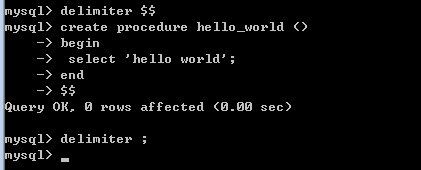 mysql> delimiter $$
mysql> create procedure hello_world ()
    -> begin
    ->  select 'hello world';
    -> end
    -> $$
Query OK, 0 rows affected (0.00 sec)

mysql> delimiter ;
mysql> _